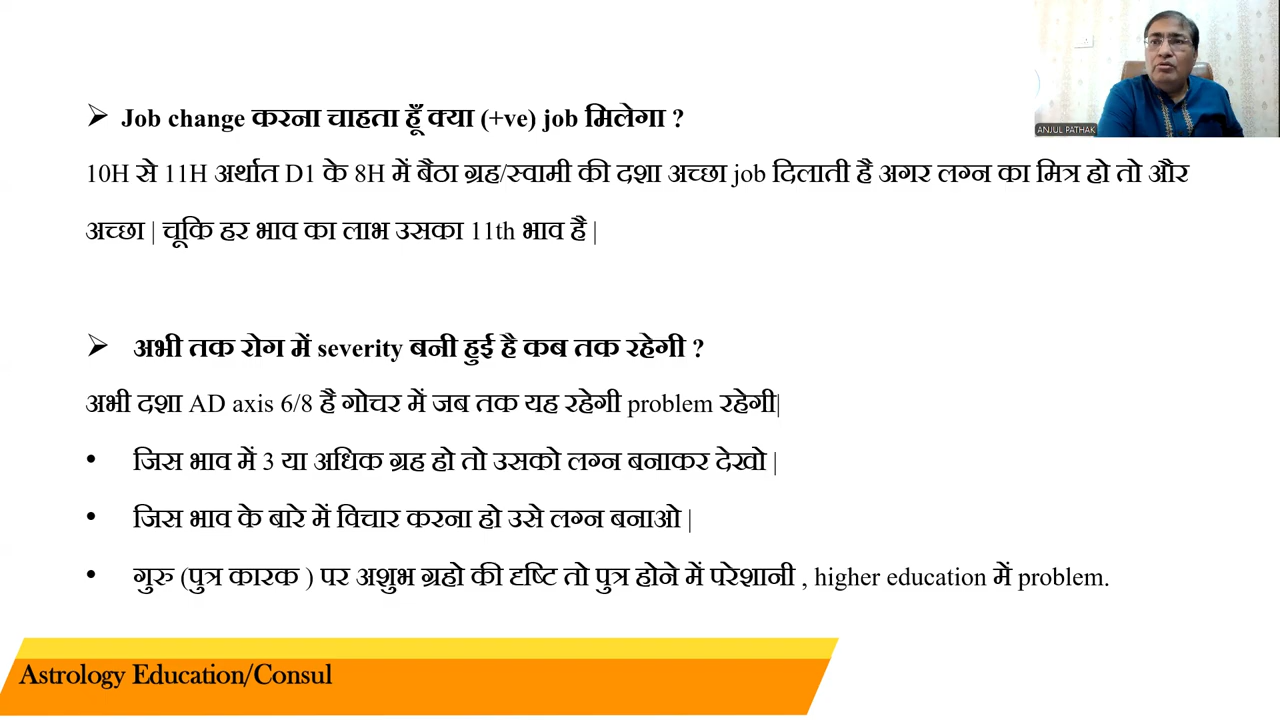 ANJUL PATHAK
➤ Job change करना चाहता हूँ क्या (+ve) job मिलेगा ?
10H से 11H अर्थात D1 के 8H में बैठा ग्रह/स्वामी की दशा अच्छा job दिलाती है अगर लग्न का मित्र हो तो और
अच्छा | चूकि हर भाव का लाभ उसका 11th भाव है |
➤ अभी तक रोग में severity बनी हुई है कब तक रहेगी ?
अभी दशा AD axis 6/8 हैं गोचर में जब तक यह रहेगी problem रहेगी|
• जिस भाव में 3 या अधिक ग्रह हो तो उसको लग्न बनाकर देखो |
• जिस भाव के बारे में विचार करना हो उसे लग्न बनाओ |
• गुरु (पुत्र कारक ) पर अशुभ ग्रहो की दृष्टि तो पुत्र होने में परेशानी , higher education में problem.
Astrology Education/Consul